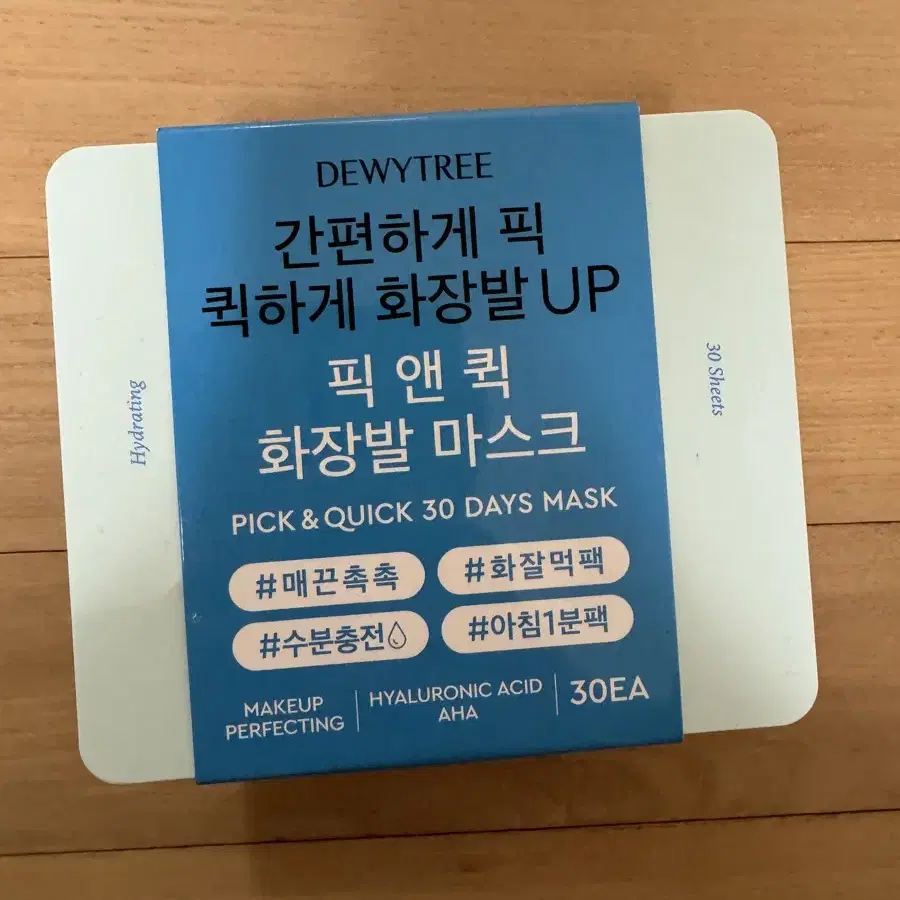 DEWYTREE
간편하게 픽
퀵하게 화장발 UP
픽 앤 퀵
화장발 마스크
PICK & QUICK 30 DAYS MASK
#매끈촉촉
#화잘먹팩
#수분충전
#아침1분팩
MAKEUP
PERFECTING
HYALURONIC ACID
AHA
30EA
Hydrating
30 Sheets